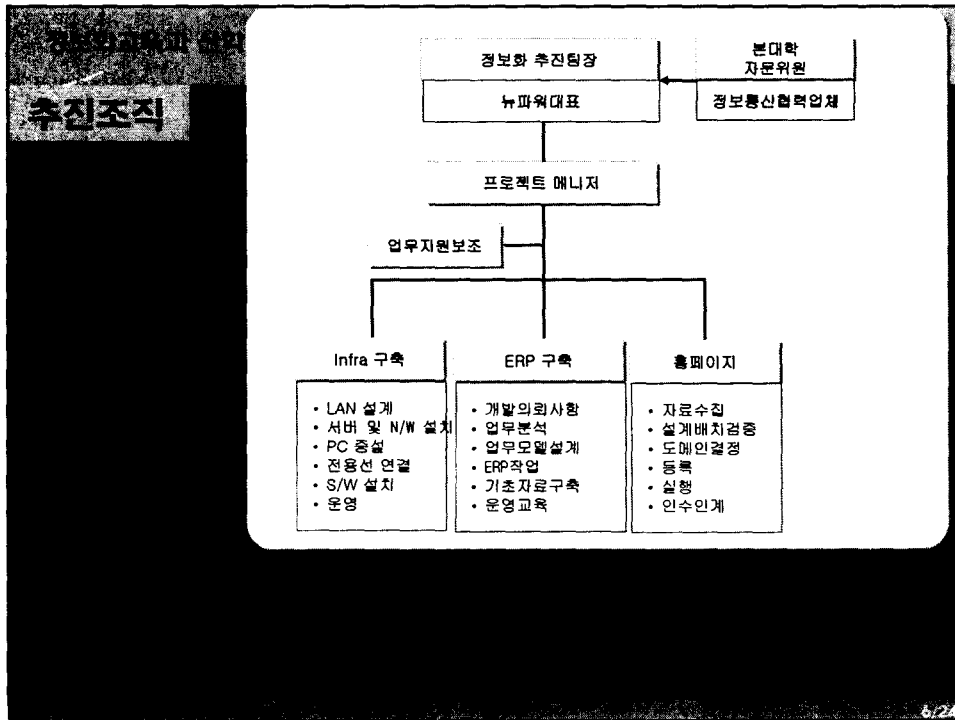 추진조직
정보화 추진팀장
뉴파워대표
본대학
자문위원
정보통신협력업체
프로젝트 매니저
업무지원보조
Infra 구축
• LAN 설계
• 서버 및 N/W 설치
• PC 증설
• 전용선 연결
• S/W 설치
• 운영
ERP 구축
• 개발의뢰사항
• 업무분석
• 업무모델설계
• ERP작업
• 기초자료구축
• 운영교육
홈페이지
• 자료수집
• 설계배치검증
• 도메인결정
• 등록
• 실행
• 인수인계